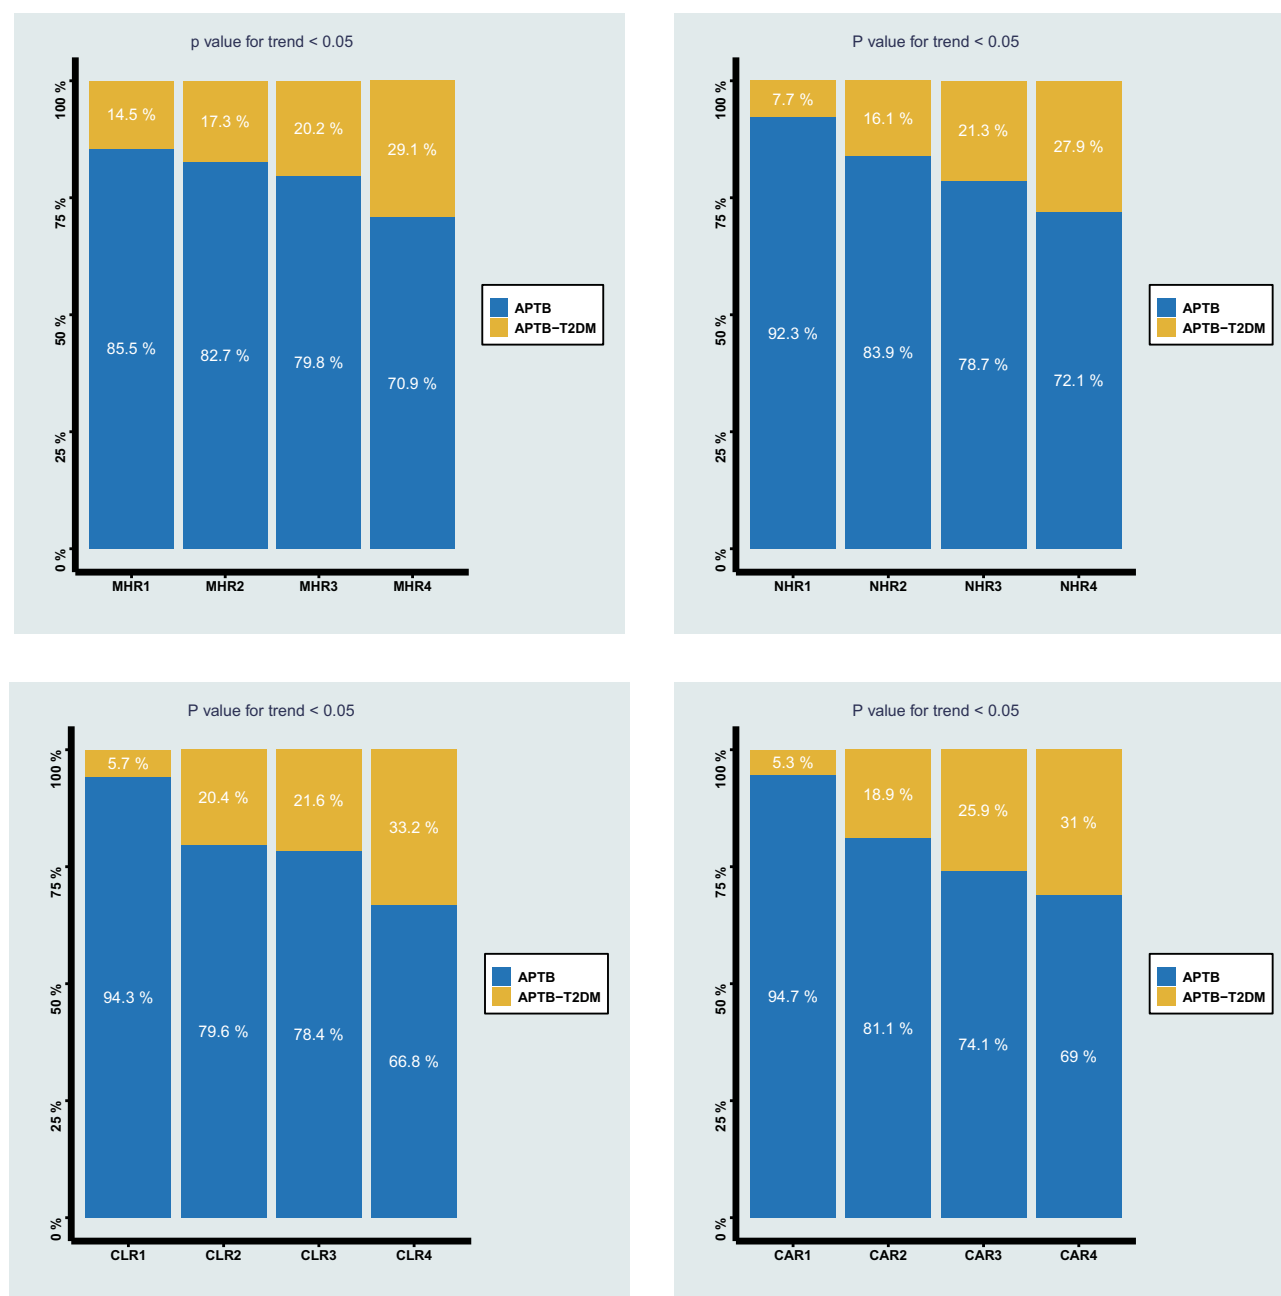 p value for trend < 0.05
100 %
75 %
50 %
25 %
0 %
14.5 %
17.3 %
20.2 %
29.1 %
85.5 %
82.7 %
79.8 %
70.9 %
MHR1
MHR2
MHR3
MHR4
APTB
APTB−T2DM
P value for trend < 0.05
100 %
75 %
50 %
25 %
0 %
7.7 %
16.1 %
21.3 %
27.9 %
92.3 %
83.9 %
78.7 %
72.1 %
NHR1
NHR2
NHR3
NHR4
APTB
APTB−T2DM
P value for trend < 0.05
100 %
75 %
50 %
25 %
0 %
5.7 %
20.4 %
21.6 %
33.2 %
94.3 %
79.6 %
78.4 %
66.8 %
CLR1
CLR2
CLR3
CLR4
APTB
APTB−T2DM
P value for trend < 0.05
100 %
75 %
50 %
25 %
0 %
5.3 %
18.9 %
25.9 %
31 %
94.7 %
81.1 %
74.1 %
69 %
CAR1
CAR2
CAR3
CAR4
APTB
APTB−T2DM